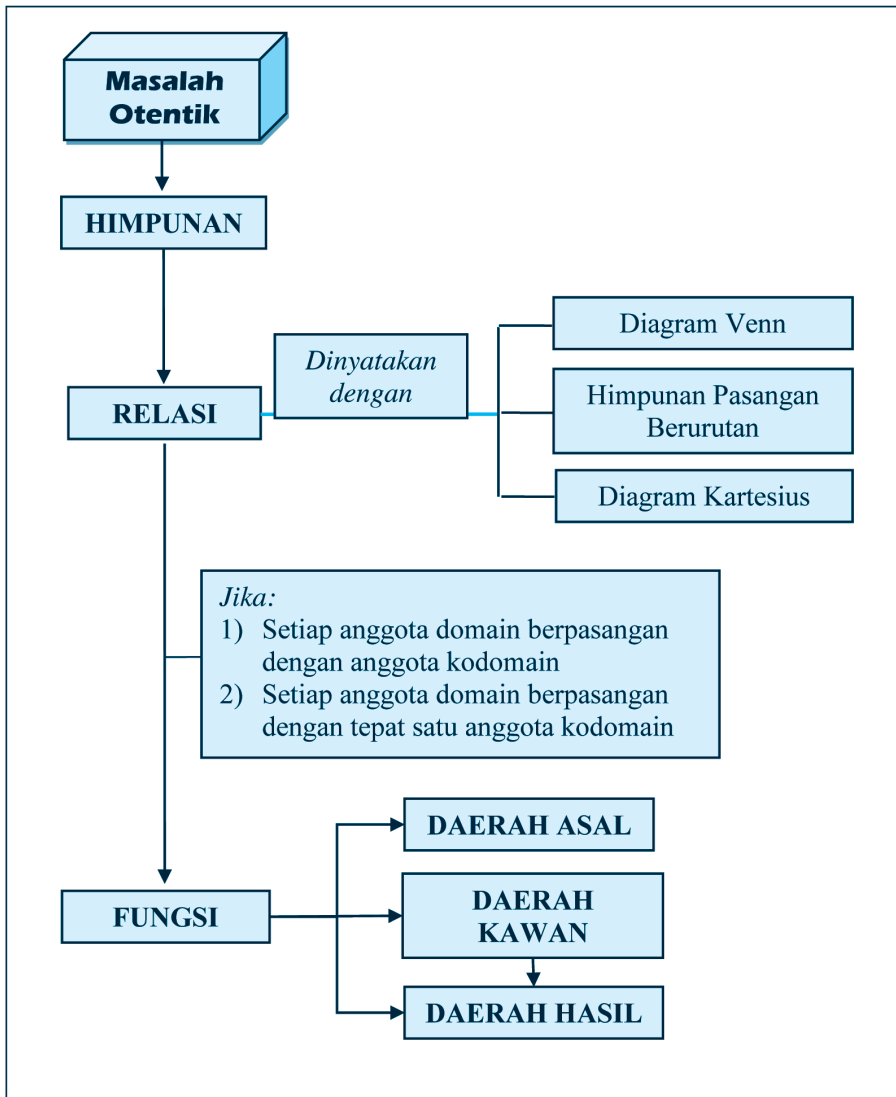 Masalah
Otentik
HIMPUNAN
RELASI
Dinyatakan
dengan
Diagram Venn
Himpunan Pasangan
Berurutan
Diagram Kartesius
Jika:
1) Setiap anggota domain berpasangan
dengan anggota kodomain
2) Setiap anggota domain berpasangan
dengan tepat satu anggota kodomain
FUNGSI
DAERAH ASAL
DAERAH
KAWAN
DAERAH HASIL